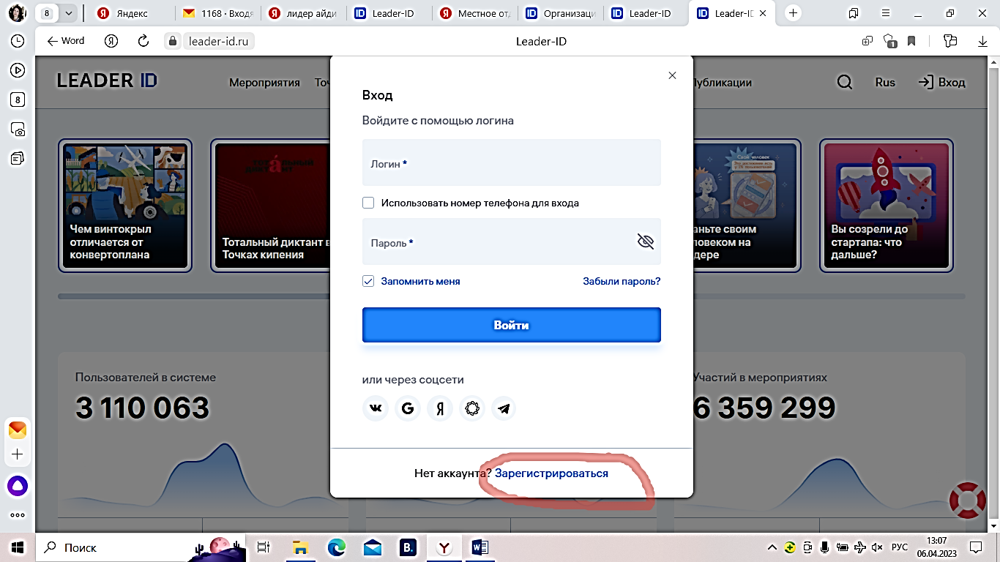 8
Яндекс
1168 · Входя
лидер айди
Leader-ID
Местное от
Организаци
Leader-ID
Leader-ID
Word
leader-id.ru
Leader-ID
1
8
LEADER ID
Мероприятия
Точ
Публикации
Rus
Вход
Вход
Войдите с помощью логина
Логин *
Использовать номер телефона для входа
Пароль *
Запомнить меня
Забыли пароль?
Войти
или через соцсети
Нет аккаунта? Зарегистрироваться
Чем винтокрыл
отличается от
конвертоплана
Тотальный диктант в
Точках кипения
Свой человек
аньте своим
ловеком на
дере
Вы созрели до
стартапа: что
дальше?
Пользователей в системе
3 110 063
Участий в мероприятиях
6 359 299
Поиск
РУС
13:07
06.04.2023